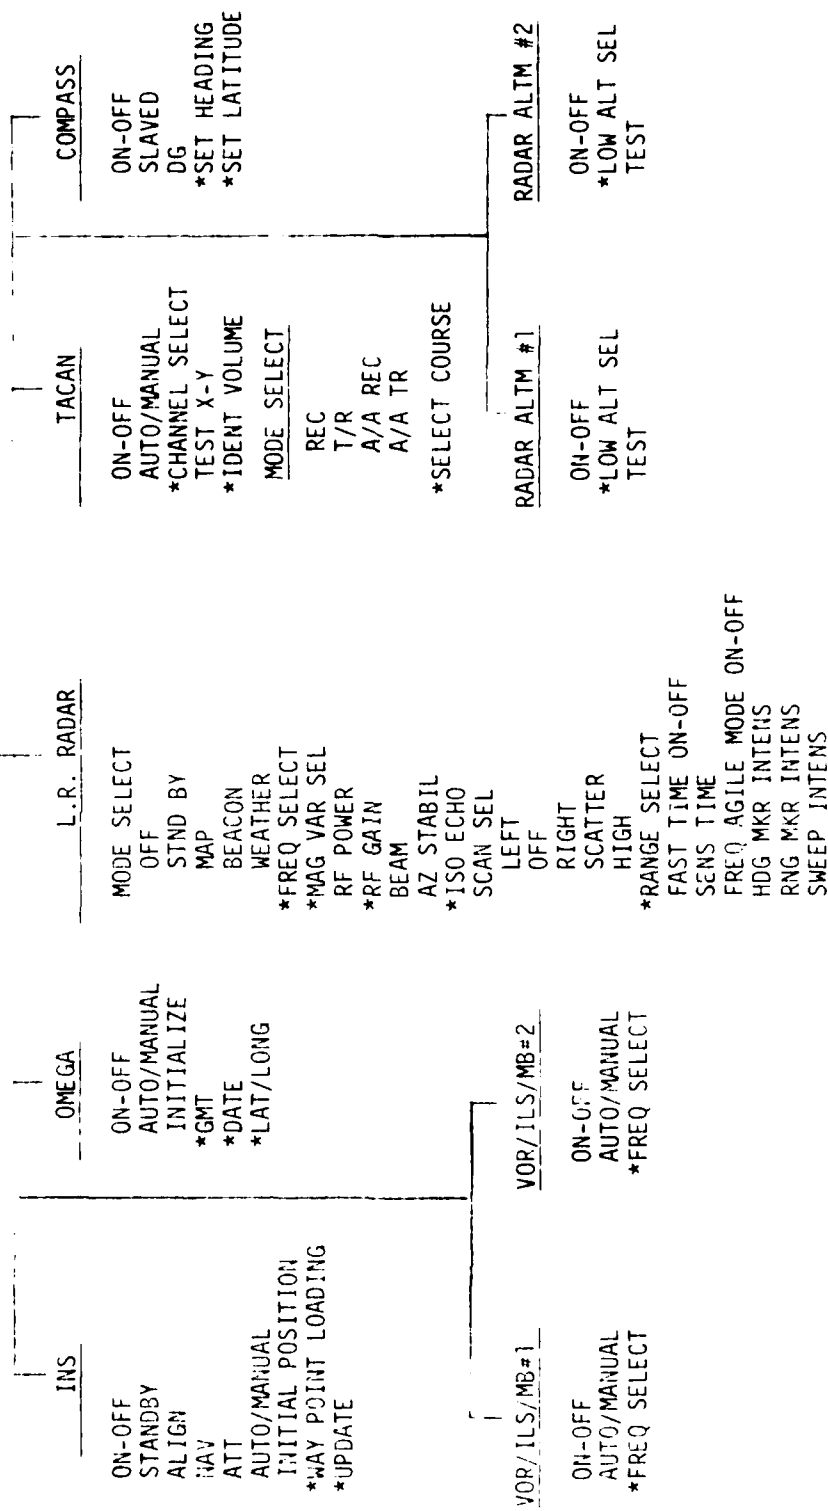 INS
ON-OFF
STANDBY
ALIGN
NAV
ATT
AUTO/MANUAL
INITIAL POSITION
*WAY POINT LOADING
*UPDATE
OMEGA
ON-OFF
AUTO/MANUAL
INITIALIZE
*GMT
*DATE
*LAT/LONG
L.R. RADAR
MODE SELECT
OFF
STND BY
MAP
BEACON
WEATHER
*FREQ SELECT
*MAG VAR SEL
RF POWER
*RF GAIN
BEAM
AZ STABIL
*ISO ECHO
SCAN SEL
LEFT
OFF
RIGHT
SCATTER
HIGH
*RANGE SELECT
FAST TIME ON-OFF
SENS TIME
FREQ AGILE MODE ON-OFF
HDG MKR INTENS
RNG MKR INTENS
SWEEP INTENS
TACAN
ON-OFF
AUTO/MANUAL
*CHANNEL SELECT
TEST X-Y
*IDENT VOLUME
MODE SELECT
REC
T/R
A/A REC
A/A TR
*SELECT COURSE
COMPASS
ON-OFF
SLAVED
DG
*SET HEADING
*SET LATITUDE
VOR/ILS/MB#1
ON-OFF
AUTO/MANUAL
*FREQ SELECT
VOR/ILS/MB#2
ON-OFF
AUTO/MANUAL
*FREQ SELECT
RADAR ALTM #1
ON-OFF
*LOW ALT SEL
TEST
RADAR ALTM #2
ON-OFF
*LOW ALT SEL
TEST